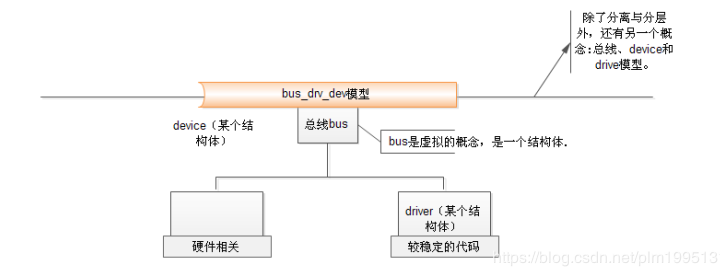 除了分离与分层
外，还有另一个概
念:总线、device和
drive模型。
bus_drv_dev模型
device（某个结
构体）
总线bus
bus是虚拟的概念，是一个结构体.
driver（某个结
构体）
硬件相关
较稳定的代码
https://blog.csdn.net/plm199513